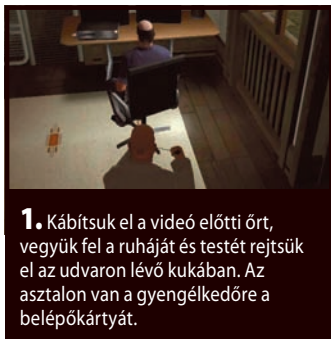 1. Kábítsuk el a videó előtti őrt,
vegyük fel a ruháját és testét rejtsük
el az udvaron lévő kukában. Az
asztalon van a gyengélkedőre a
belépőkártyát.